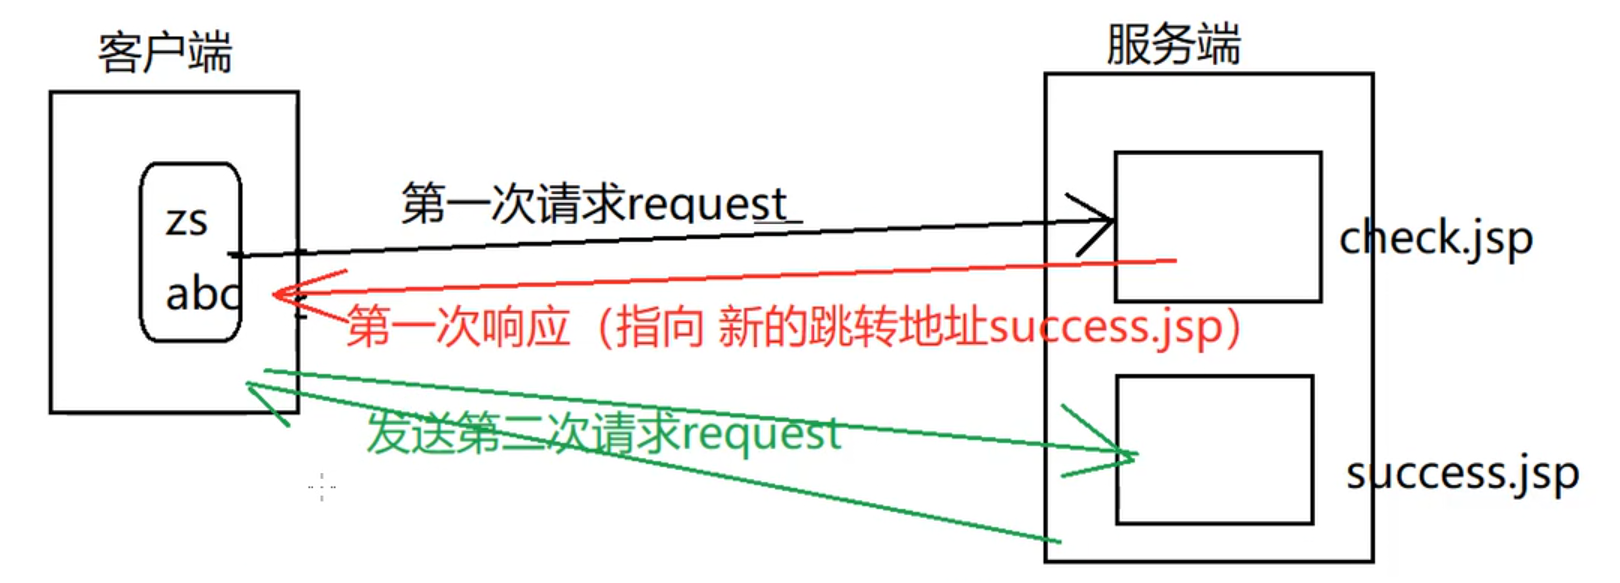 客户端
服务端
zs
abc
第一次请求request
check.jsp
第一次响应（指向 新的跳转地址success.jsp）
发送第二次请求request
success.jsp